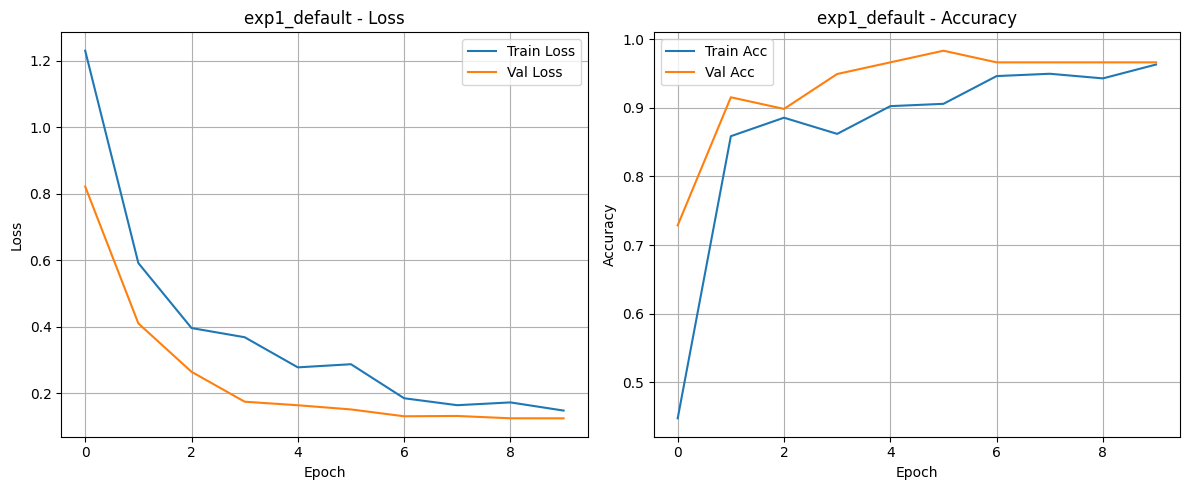 exp1_default - Loss
Train Loss
Val Loss
1.2
1.0
0.8
0.6
0.4
0.2
Loss
0 2 4 6 8
Epoch
exp1_default - Accuracy
Train Acc
Val Acc
1.0
0.9
0.8
0.7
0.6
0.5
Accuracy
0 2 4 6 8
Epoch